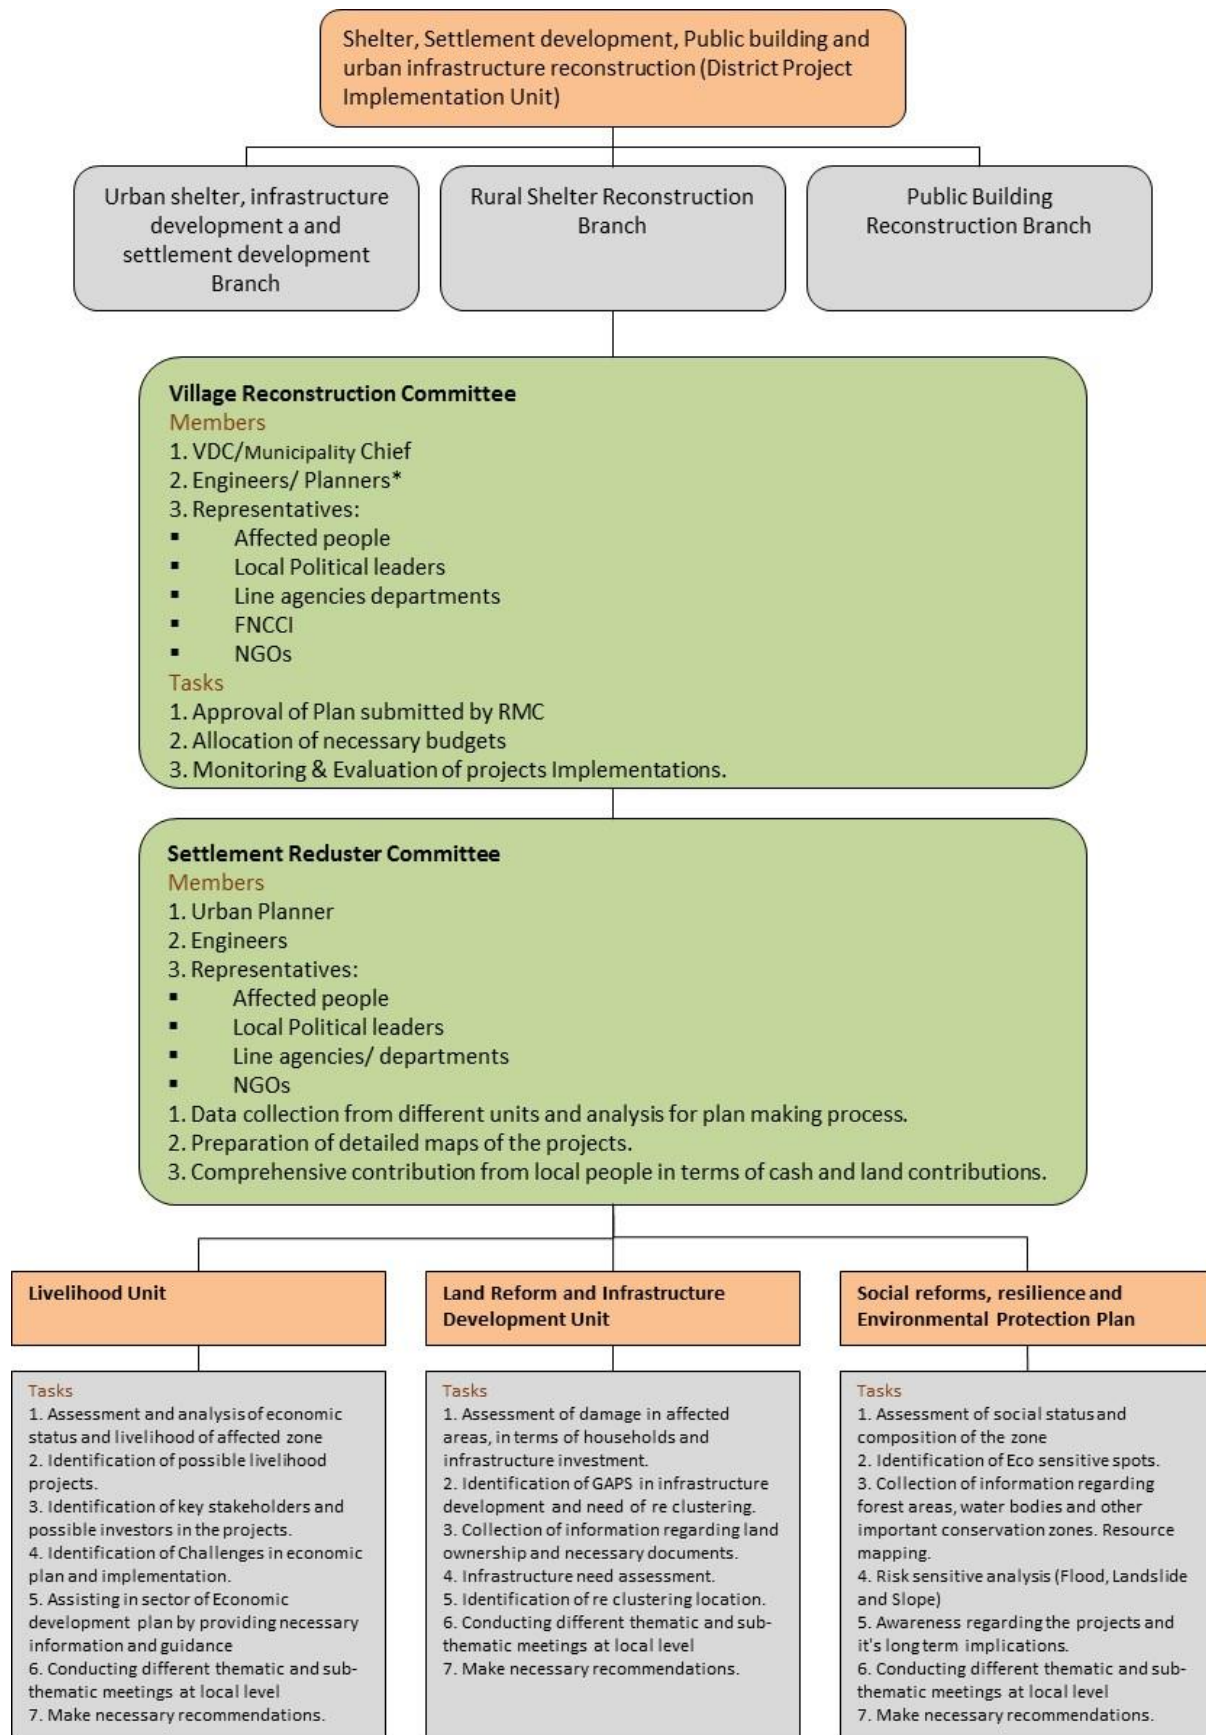 Shelter, Settlement development, Public building and
urban infrastructure reconstruction (District Project
Implementation Unit)
Urban shelter, infrastructure
development a and
settlement development
Branch
Rural Shelter Reconstruction
Branch
Public Building
Reconstruction Branch
Village Reconstruction Committee
Members
1. VDC/Municipality Chief
2. Engineers/ Planners*
3. Representatives:
▪ Affected people
▪ Local Political leaders
▪ Line agencies departments
▪ FNCCI
▪ NGOs
Tasks
1. Approval of Plan submitted by RMC
2. Allocation of necessary budgets
3. Monitoring & Evaluation of projects Implementations.
Settlement Reduster Committee
Members
1. Urban Planner
2. Engineers
3. Representatives:
▪ Affected people
▪ Local Political leaders
▪ Line agencies/ departments
▪ NGOs
1. Data collection from different units and analysis for plan making process.
2. Preparation of detailed maps of the projects.
3. Comprehensive contribution from local people in terms of cash and land contributions.
Livelihood Unit
Tasks
1. Assessment and analysis of economic
status and livelihood of affected zone
2. Identification of possible livelihood
projects.
3. Identification of key stakeholders and
possible investors in the projects.
4. Identification of Challenges in economic
plan and implementation.
5. Assisting in sector of Economic
development plan by providing necessary
information and guidance
6. Conducting different thematic and sub-
thematic meetings at local level
7. Make necessary recommendations.
Land Reform and Infrastructure
Development Unit
Tasks
1. Assessment of damage in affected
areas, in terms of households and
infrastructure investment.
2. Identification of GAPS in infrastructure
development and need of re clustering.
3. Collection of information regarding land
ownership and necessary documents.
4. Infrastructure need assessment.
5. Identification of re clustering location.
6. Conducting different thematic and sub-
thematic meetings at local level
7. Make necessary recommendations.
Social reforms, resilience and
Environmental Protection Plan
Tasks
1. Assessment of social status and
composition of the zone
2. Identification of Eco sensitive spots.
3. Collection of information regarding
forest areas, water bodies and other
important conservation zones. Resource
mapping.
4. Risk sensitive analysis (Flood, Landslide
and Slope)
5. Awareness regarding the projects and
it's long term implications.
6. Conducting different thematic and sub-
thematic meetings at local level
7. Make necessary recommendations.